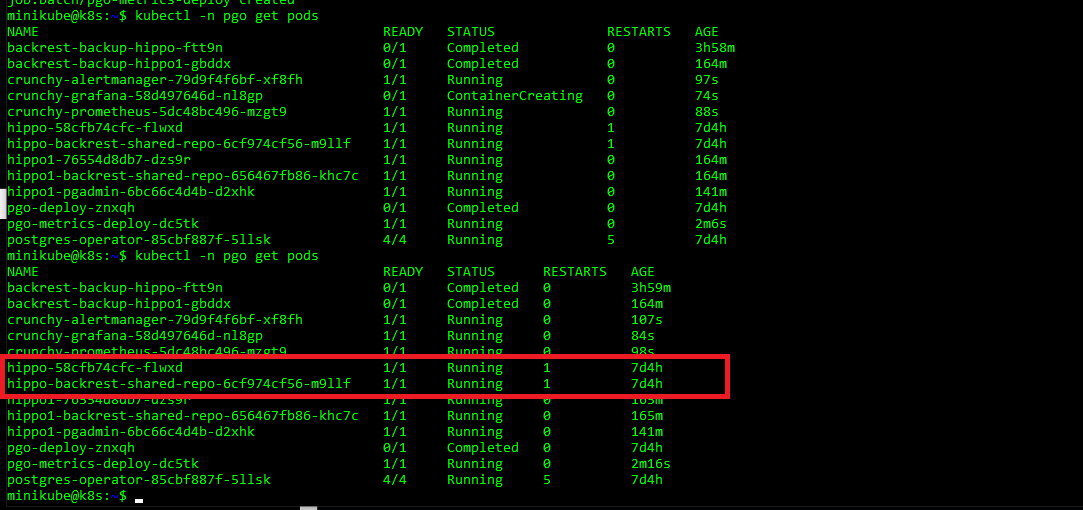 job.batch/pgo-metrics-deploy created
minikube@k8s:~$ kubectl -n pgo get pods
NAME READY STATUS RESTARTS AGE
backrest-backup-hippo-ftt9n 0/1 Completed 0 3h58m
backrest-backup-hippo1-gbddx 0/1 Completed 0 164m
crunchy-alertmanager-79d9f4f6bf-xf8fh 1/1 Running 0 97s
crunchy-grafana-58d497646d-nl8gp 0/1 ContainerCreating 0 74s
crunchy-prometheus-5dc48bc496-mzgt9 1/1 Running 0 88s
hippo-58cfb74cfc-flwxd 1/1 Running 1 7d4h
hippo-backrest-shared-repo-6cf974cf56-m9llf 1/1 Running 1 7d4h
hippo1-76554d8db7-dzs9r 1/1 Running 0 164m
hippo1-backrest-shared-repo-656467fb86-khc7c 1/1 Running 0 164m
hippo1-pgadmin-6bc66c4d4b-d2xhk 1/1 Running 0 141m
pgo-deploy-znxqh 0/1 Completed 0 7d4h
pgo-metrics-deploy-dc5tk 1/1 Running 0 2m6s
postgres-operator-85cbf887f-5llsk 4/4 Running 5 7d4h
minikube@k8s:~$ kubectl -n pgo get pods
NAME READY STATUS RESTARTS AGE
backrest-backup-hippo-ftt9n 0/1 Completed 0 3h59m
backrest-backup-hippo1-gbddx 0/1 Completed 0 164m
crunchy-alertmanager-79d9f4f6bf-xf8fh 1/1 Running 0 107s
crunchy-grafana-58d497646d-nl8gp 1/1 Running 0 84s
crunchy-prometheus-5dc48bc496-mzgt9 1/1 Running 0 98s
hippo-58cfb74cfc-flwxd 1/1 Running 1 7d4h
hippo-backrest-shared-repo-6cf974cf56-m9llf 1/1 Running 1 7d4h
hippo1-76554d8db7-dzs9r 1/1 Running 0 165m
hippo1-backrest-shared-repo-656467fb86-khc7c 1/1 Running 0 165m
hippo1-pgadmin-6bc66c4d4b-d2xhk 1/1 Running 0 141m
pgo-deploy-znxqh 0/1 Completed 0 7d4h
pgo-metrics-deploy-dc5tk 1/1 Running 0 2m16s
postgres-operator-85cbf887f-5llsk 4/4 Running 5 7d4h
minikube@k8s:~$